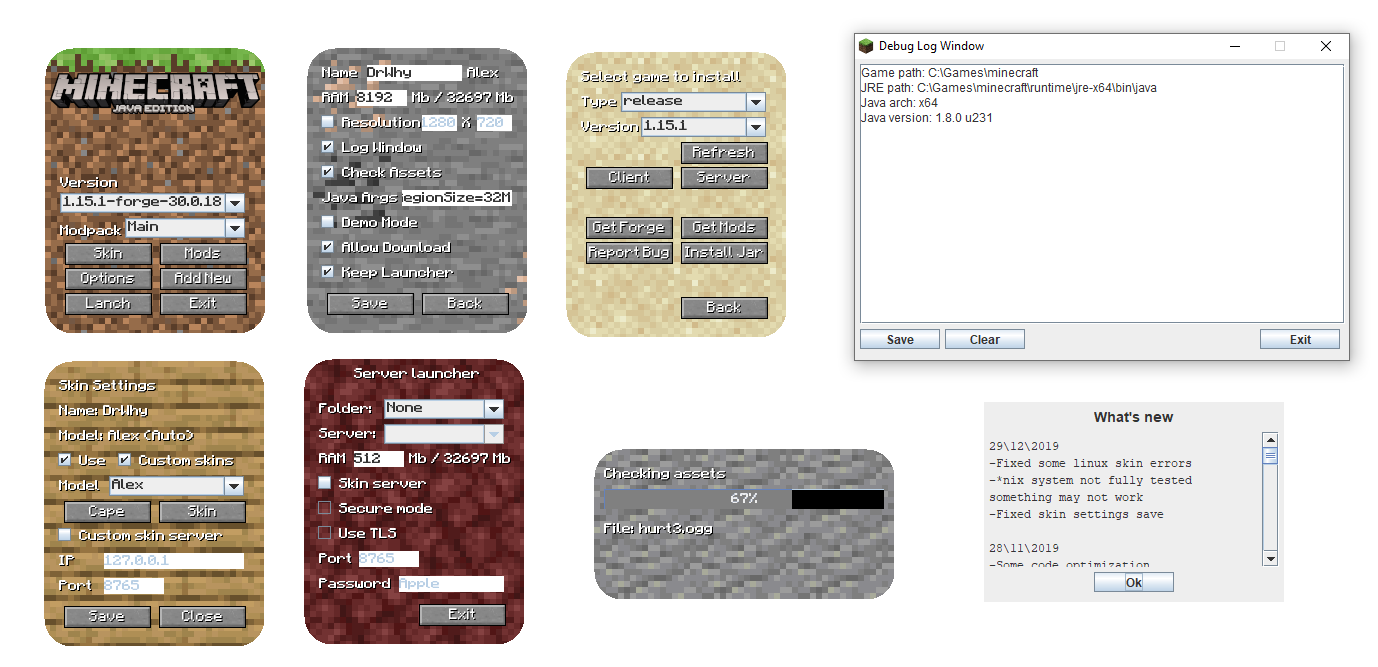 MINECRAFT
JAVA EDITION
Version
1.15.1-forge-30.0.18
Modpack Main
Skin Mods
Options Add New
Lanch Exit
Name DrWhy Alex
RAM 8192 Mb / 32697 Mb
Resolution 1280 X 720
Log Window
Check Assets
Java Args egionSize=32M
Demo Mode
Allow Download
Keep Launcher
Save Back
Select game to install
Type release
Version 1.15.1
Refresh
Client Server
Get Forge Get Mods
Report Bug Install Jar
Back
Debug Log Window
Game path: C:\Games\minecraft
JRE path: C:\Games\minecraft\runtime\jre-x64\bin\java
Java arch: x64
Java version: 1.8.0 u231
Save Clear Exit
Skin Settings
Name: DrWhy
Model: Alex (Auto)
Use Custom skins
Model Alex
Cape Skin
Custom skin server
IP 127.0.0.1
Port 8765
Save Close
Server launcher
Folder: None
Server:
RAM 512 Mb / 32697 Mb
Skin server
Secure mode
Use TLS
Port 8765
Password Apple
Exit
Checking assets
67%
File: hurt3.ogg
What's new
29\12\2019
-Fixed some linux skin errors
-*nix system not fully tested
something may not work
-Fixed skin settings save
28\11\2019
-Some code optimization
Ok